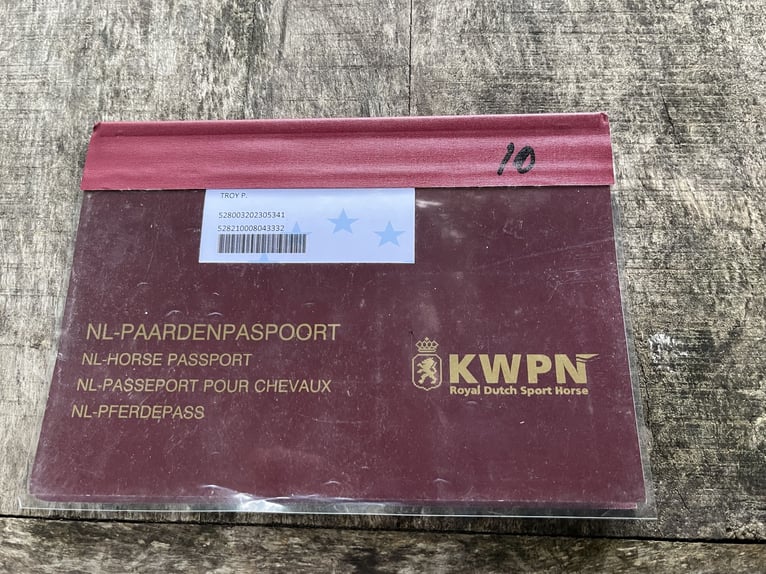 10
TROY P.
528003202305341
528210008043332
NL-PAARDENPASPOORT
NL-HORSE PASSPORT
NL-PASSEPORT POUR CHEVAUX
NL-PFERDEPASS
KWPN
Royal Dutch Sport Horse